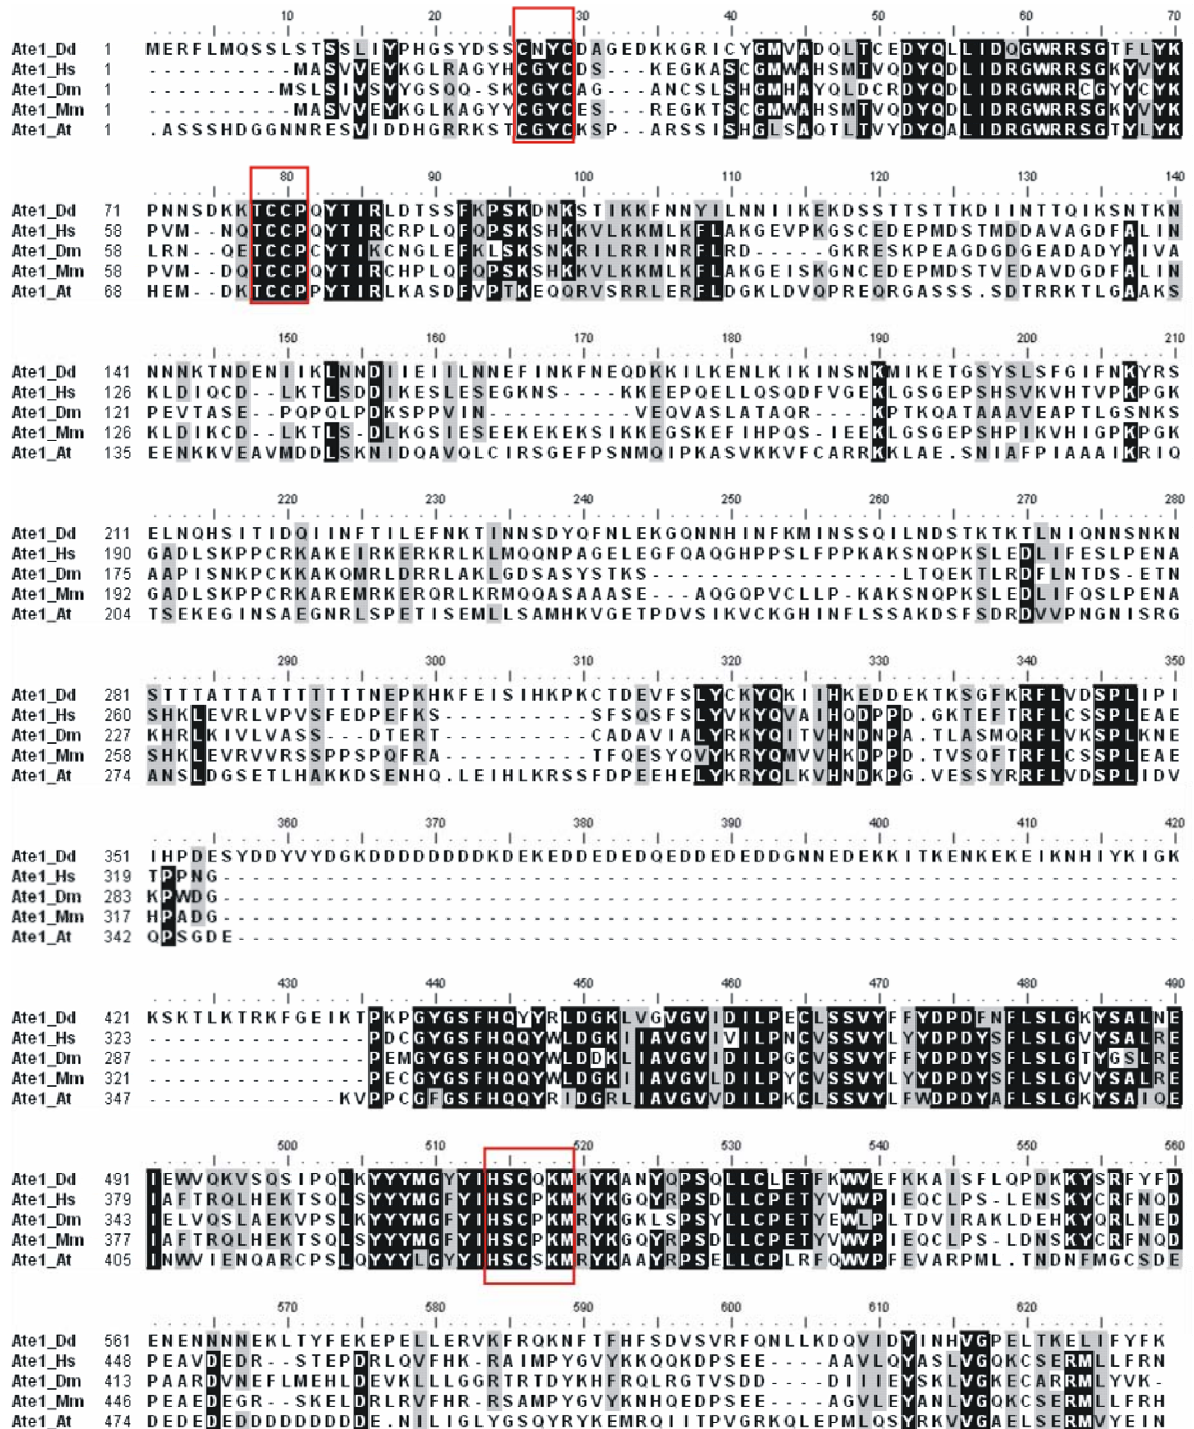 10 20 30 40 50 60 70
Ate1_Dd 1 MERFLMQSSLSTSSLIYPHGSYDSSCNYCDAGEDKKGRICYGMVADQLTCEDYQLLIDQGWRRSGTFLYK
Ate1_Hs 1 ----------MASVVEYKGLRAGYHCGYCDS---KEGKASCGMWAHSMTVQDYQDLIDRGWRRSGKYVYK
Ate1_Dm 1 ---------MSLSIVSYYGSQQ-SKCGYCAG---ANCSLSHGMHAYQLDCRDYQDLIDRGWRRCGYYCYK
Ate1_Mm 1 ----------MASVVEYKGLKAGYYCGYCES---REGKTSCGMWAHSMTVQDYQDLIDRGWRRSGKYVYK
Ate1_At 1 .ASSSHDGGNNRESVIDDHGRRKSTCGYCKSP--ARSSISHGLSAQTLTVYDYQALIDRGWRRSGTYLYK
80 90 100 110 120 130 140
Ate1_Dd 71 PNNSDKKTCCPQYTIRLDTSSFKPSKDNKSTIKKFNNYILNNIIKEKDSSTTSTTKDIINTTQIKSNTKN
Ate1_Hs 58 PVM--NQTCCPQYTIRCRPLQFQPSKSHKKVLKKMLKFLAKGEVPKGSCEDEPMDSTMDDAVAGDFALIN
Ate1_Dm 58 LRN--QETCCPCYTIKCNGLEFKLSKSNKRILRRINRFLRD----GKRESKPEAGDGDGEADADYAIVA
Ate1_Mm 58 PVM--DQTCCPQYTIRCHPLQFQPSKSHKKVLKKMLKFLAKGEISKGNCEDEPMDSTVEDAVDGDFALIN
Ate1_At 68 HEM--DKTCCPPYTIRLKASDFVPTKEQQRVSRRLERFLDGKLDVQPREQRGASSS.SDTRRKTLGAAKS
150 160 170 180 190 200 210
Ate1_Dd 141 NNNKTNDENIIKLNNDIIEIILNNEFINKFNEQDKKILKENLKIKINSNKMIKETGSYSLSFGIFNKYRS
Ate1_Hs 126 KLDIQCD--LKTLSDDIKESLESEGKNS---KKEEPQELLQSQDFVGEKLGSGEPSHSVKVHTVPKPGK
Ate1_Dm 121 PEVTASE--PQPQLPDKSPPVIN----------VEQVASLATAQR----KPTKQATAAAVEAPTLGSNKS
Ate1_Mm 126 KLDIKCD--LKTLS-DLKGSIESEEKEKEKSIKKEGSKEFIHPQS-IEEKLGSGEPSHPIKVHIGPKPGK
Ate1_At 135 EENKKVEAVMDDLSKNIDQAVQLCIRSGEFPSNMQIPKASVKKVFCARRKKLAE.SNIAFPIAAAIKRIQ
220 230 240 250 260 270 280
Ate1_Dd 211 ELNQHSITIDQIINFTILEFNKTINNSDYQFNLEKGQNNHINFKMINSSQILNDSTKTKTLNIQNNSNKN
Ate1_Hs 190 GADLSKPPCRKAKEIRKERKRLKLMQQNPAGELEGFQAQGHPPSLFPPKAKSNQPKSLEDLIFESLPENA
Ate1_Dm 175 AAPISNKPCKKAKQMRLDRRLAKLGDSASYSTKS-----------------LTQEKTLRDFLNTDS-ETN
Ate1_Mm 192 GADLSKPPCRKAREMRKERQRLKRMQQASAAASE---AQGQPVCLLP-KAKSNQPKSLEDLIFQSLPENA
Ate1_At 204 TSEKEGINSAEGNRLSPETISEMLLSAMHKVGETPDVSIKVCKGHINFLSSAKDSFSDRDVVPNGNISRG
290 300 310 320 330 340 350
Ate1_Dd 281 STTTATTATTTTTTTNEPKHKFEISIHKPKCTDEVFSLYCKYQKIIHKEDDEKTKSGFKRFLVDSPLIPI
Ate1_Hs 260 SHKLEVRLVPVSFEDPEFKS----------SFSQSFSLYVKYQVAIHQDPPD.GKTEFTRFLCSSPLEAE
Ate1_Dm 227 KHRLKIVLVASS---DTERT----------CADAVIALYRKYQITVHNDNPA.TLASMQRFLVKSPLKNE
Ate1_Mm 258 SHKLEVRVVRSSPPSPQFRA----------TFQESYQVYKRYQMVVHKDPPD.TVSQFTRFLCSSPLEAE
Ate1_At 274 ANSLDGSETLHAKKDSENHQ.LEIHLKRSSFDPEEHELYKRYQLKVHNDKPG.VESSYRRFLVDSPLIDV
360 370 380 390 400 410 420
Ate1_Dd 351 IHPDESYDDYVYDGKDDDDDDDDKDEKEDDEDEDQEDDEDEDDGNNEDEKKITKENKEKEIKNHIYKIGK
Ate1_Hs 319 TPPNG-----------------------------------------------------------------
Ate1_Dm 283 KPWDG-----------------------------------------------------------------
Ate1_Mm 317 HPADG-----------------------------------------------------------------
Ate1_At 342 QPSGDE----------------------------------------------------------------
430 440 450 460 470 480 490
Ate1_Dd 421 KSKTLKTRKFGEIKTPKPGYGSFHQYYRLDGKLVGVGVIDILPECLSSVYFFYDPDFNFLSLGKYSALNE
Ate1_Hs 323 ---------------PDCGYGSFHQQYWLDGKIIAVGVIVILPNCVSSVYLYYDPDYSFLSLGVYSALRE
Ate1_Dm 287 ---------------PEMGYGSFHQQYWLDDKLIAVGVIDILPGCVSSVYFFYDPDYSFLSLGTYGSLRE
Ate1_Mm 321 ---------------PECGYGSFHQQYWLDGKIIAVGVLDILPYCVSSVYLYYDPDYSFLSLGVYSALRE
Ate1_At 347 -------------KVPPCGFGSFHQQYRIDGRLIAVGVVDILPKCLSSVYLFWDPDYAFLSLGKYSAIQE
500 510 520 530 540 550 560
Ate1_Dd 491 IEWVQKVSQSIPQLKYYYMGYYIHSCQKMKYKANYQPSQLLCLETFKWVEFKKAISFLQPDKKYSRFYFD
Ate1_Hs 379 IAFTRQLHEKTSQLSYYYMGFYIHSCPKMRYKGQYRPSDLLCPETYVWVPIEQCLPS-LENSKYCRFNQD
Ate1_Dm 343 IELVQSLAEKVPSLKYYYMGFYIHSCPKMRYKGKLSPSYLLCPETYEWLPLTDVIRAKLDEHKYQRLNED
Ate1_Mm 377 IAFTRQLHEKTSQLSYYYMGFYIHSCPKMRYKGQYRPSDLLCPETYVWVPIEQCLPS-LDNSKYCRFNQD
Ate1_At 405 INWVIENQARCPSLQYYYLGYYIHSCSKMRYKAAYRPSELLCPLRFQWVPFEVARPML.TNDNFMGCSDE
570 580 590 600 610 620
Ate1_Dd 561 ENENNNNEKLTYFEKEPELLERVKFRQKNFTFHFSDVSVRFQNLLKDQVIDYINHVGPELTKELIFYFK
Ate1_Hs 448 PEAVDEDR--STEPDRLQVFHK-RAIMPYGVYKKQQKDPSEE----AAVLQYASLVGQKCSERMLLFRN
Ate1_Dm 413 PAARDVNEFLMEHLDEVKLLLGGRTRTDYKHFRQLRGTVSDD----DIIIEYSKLVGKECARRMLYVK-
Ate1_Mm 446 PEAEDEGR--SKELDRLRVFHR-RSAMPYGVYKNHQEDPSEE----AGVLEYANLVGQKCSERMLLFRH
Ate1_At 474 DEDEDEDDDDDDDDDE.NILIGLYGSQYRYKEMRQIITPVGRKQLEPMLQSYRKVVGAELSERMVYEIN